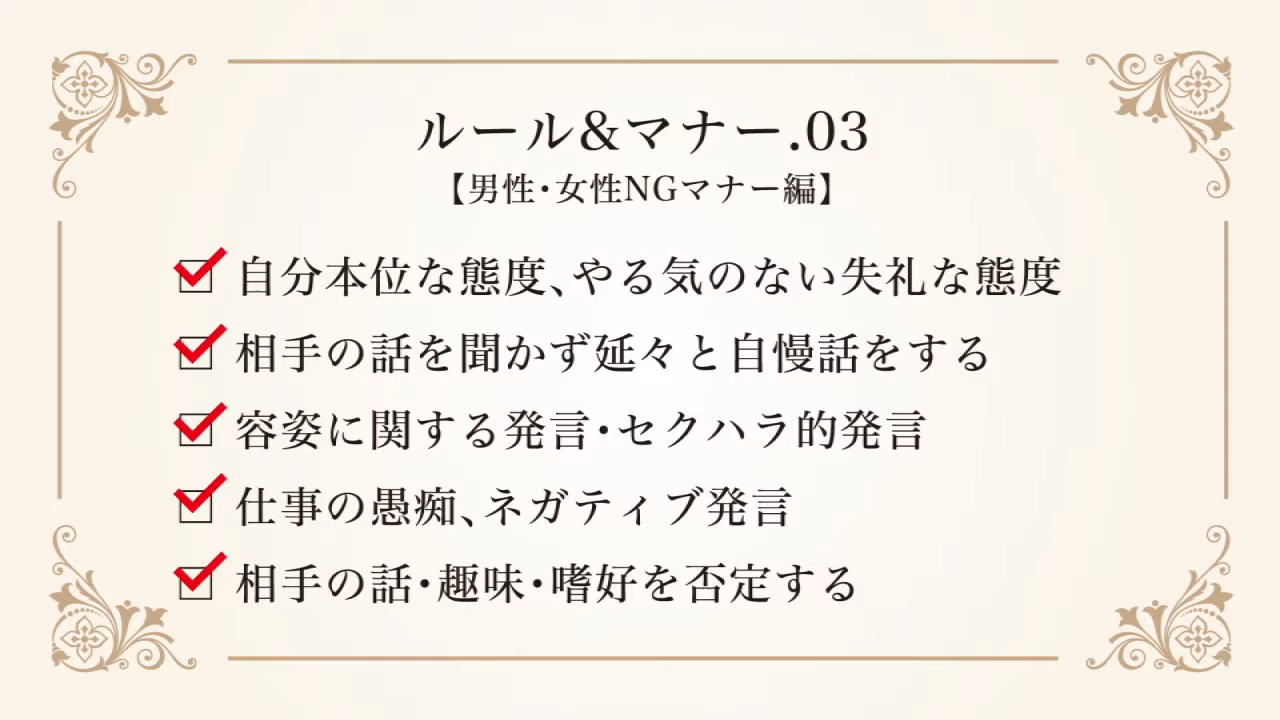 ルール&マナー.03
【男性・女性NGマナー編】
自分本位な態度、やる気のない失礼な態度
相手の話を聞かず延々と自慢話をする
容姿に関する発言・セクハラ的発言
仕事の愚痴、ネガティブ発言
相手の話・趣味・嗜好を否定する